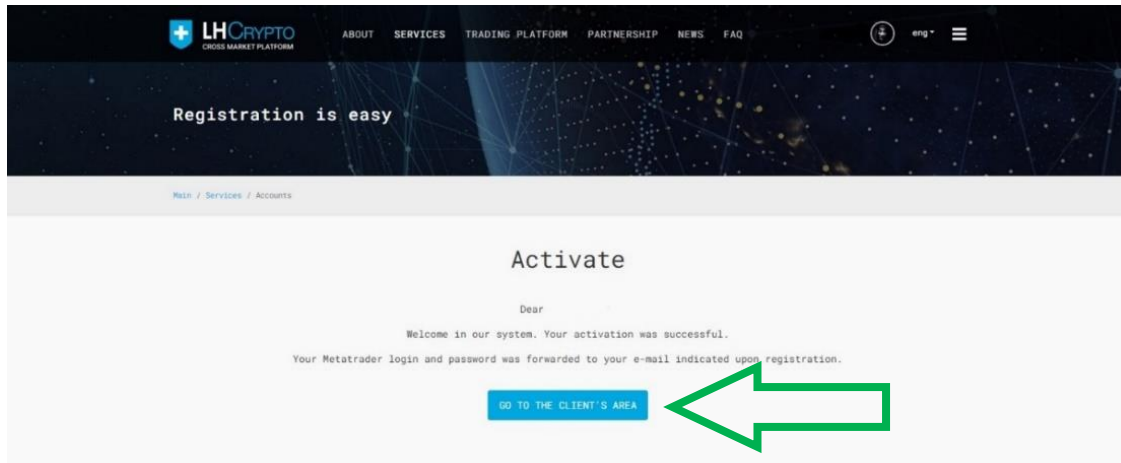 LHCRYPTO
CROSS MARKET PLATFORM
ABOUT SERVICES TRADING PLATFORM PARTNERSHIP NEWS FAQ eng
Registration is easy
Main / Services / Accounts
Activate
Dear
Welcome in our system. Your activation was successful.
Your Metatrader login and password was forwarded to your e-mail indicated upon registration.
GO TO THE CLIENT'S AREA